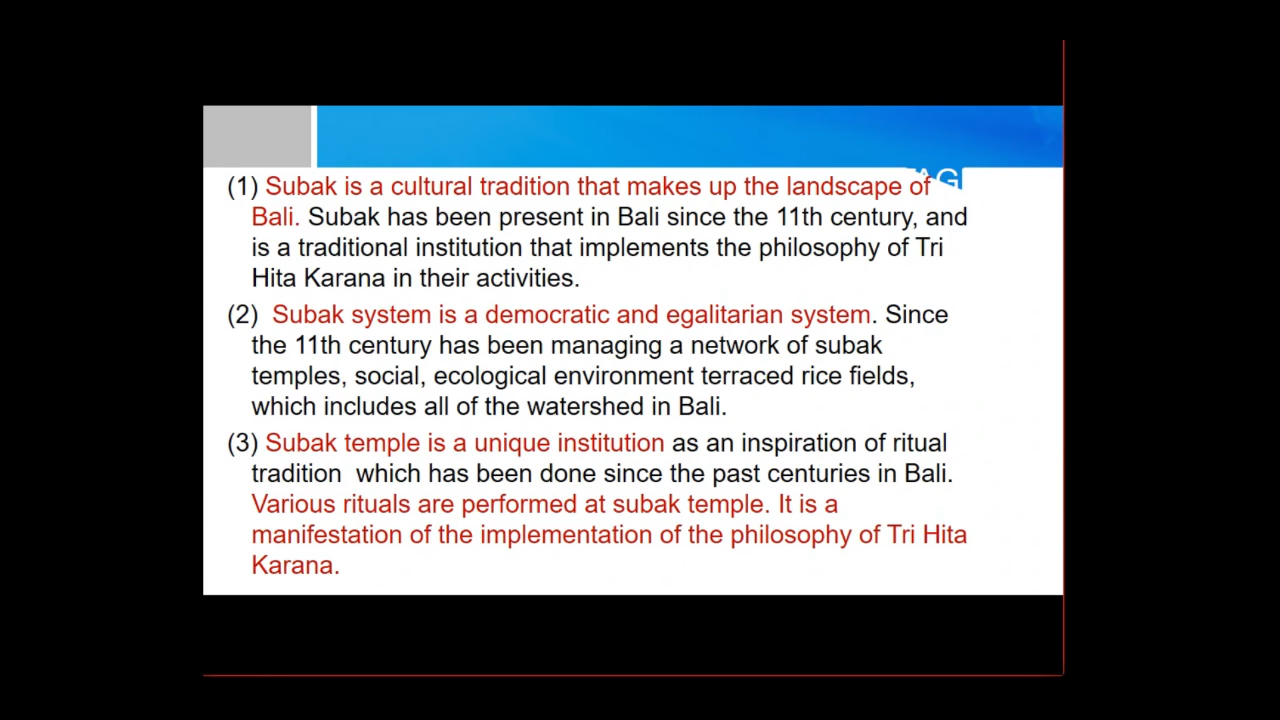 (1) Subak is a cultural tradition that makes up the landscape of
Bali. Subak has been present in Bali since the 11th century, and
is a traditional institution that implements the philosophy of Tri
Hita Karana in their activities.
(2) Subak system is a democratic and egalitarian system. Since
the 11th century has been managing a network of subak
temples, social, ecological environment terraced rice fields,
which includes all of the watershed in Bali.
(3) Subak temple is a unique institution as an inspiration of ritual
tradition which has been done since the past centuries in Bali.
Various rituals are performed at subak temple. It is a
manifestation of the implementation of the philosophy of Tri Hita
Karana.